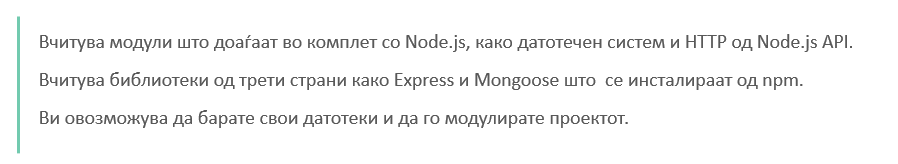 Вчитува модули што доаѓаат во комплет со Node.js, како датотечен систем и HTTP од Node.js API.
Вчитува библиотеки од трети страни како Express и Mongoose што  се инсталираат од npm.
Ви овозможува да барате свои датотеки и да го модулирате проектот.